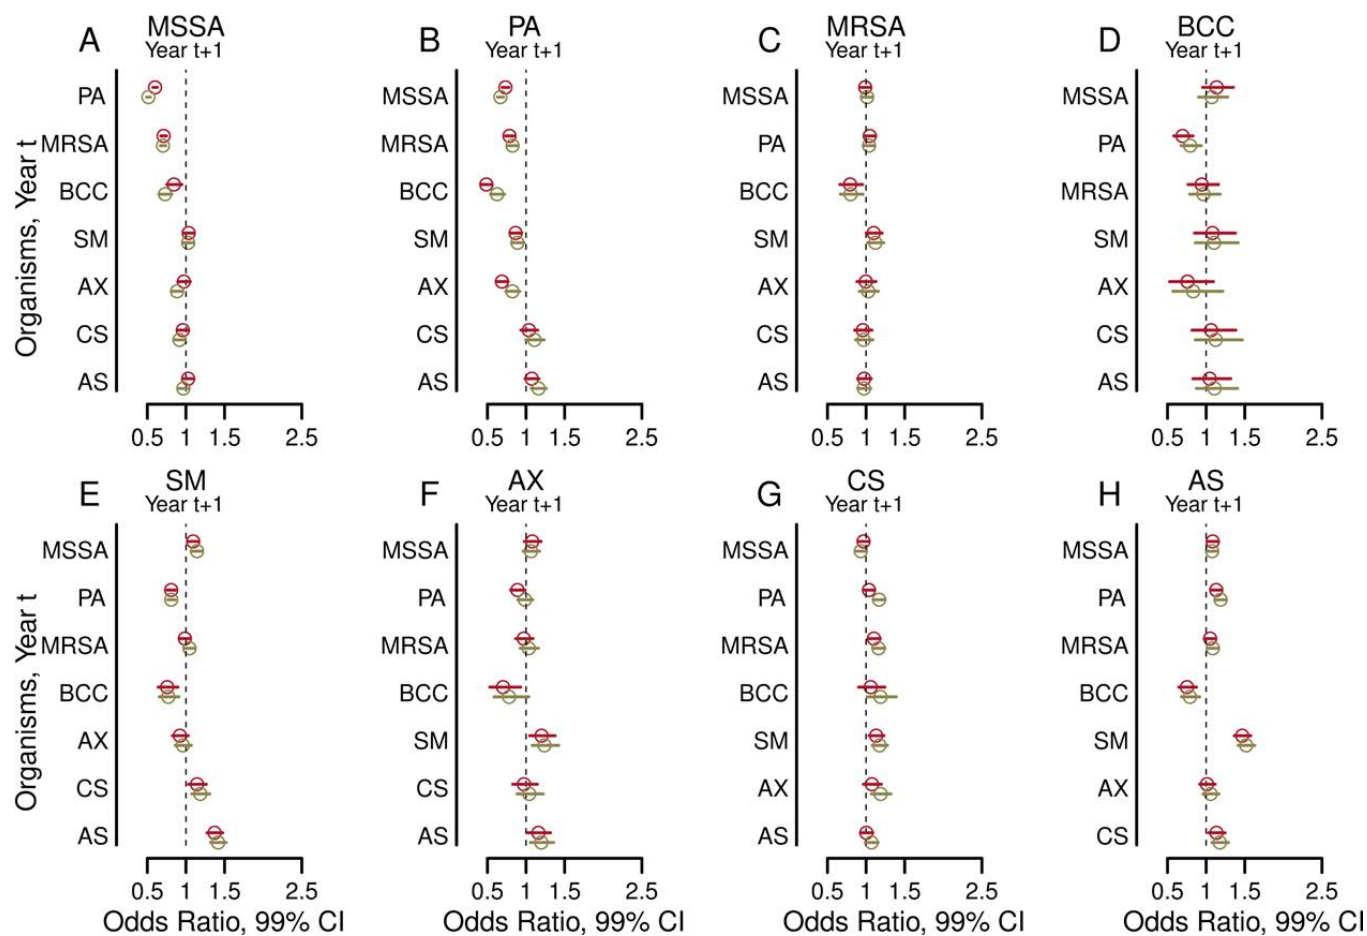 A MSSA B PA C MRSA D BCC
Year t+1 Year t+1 Year t+1 Year t+1
Organisms, Year t
PA MSSA MSSA MSSA
MRSA MRSA PA PA
BCC BCC BCC MRSA
SM SM SM SM
AX AX AX AX
CS CS CS CS
AS AS AS AS
0.5 1 1.5 2.5 0.5 1 1.5 2.5 0.5 1 1.5 2.5 0.5 1 1.5 2.5
E SM F AX G CS H AS
Year t+1 Year t+1 Year t+1 Year t+1
Organisms, Year t
MSSA MSSA MSSA MSSA
PA PA PA PA
MRSA MRSA MRSA MRSA
BCC BCC BCC BCC
AX SM SM SM
CS CS AX AX
AS AS AS CS
0.5 1 1.5 2.5 0.5 1 1.5 2.5 0.5 1 1.5 2.5 0.5 1 1.5 2.5
Odds Ratio, 99% CI Odds Ratio, 99% CI Odds Ratio, 99% CI Odds Ratio, 99% CI